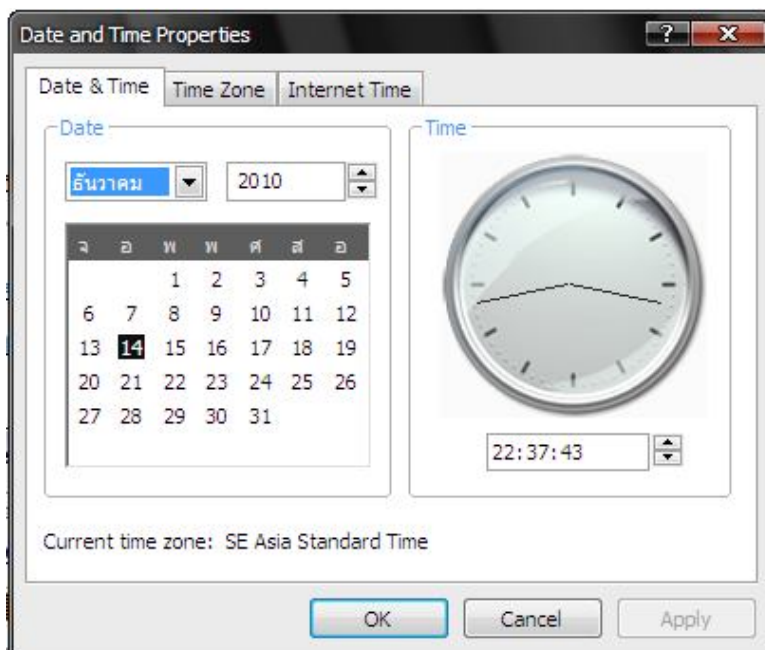 Date and Time Properties
Date & Time Time Zone Internet Time
Date
ธันวาคม 2010
จ อ พ พ ศ ส อ
1 2 3 4 5
6 7 8 9 10 11 12
13 14 15 16 17 18 19
20 21 22 23 24 25 26
27 28 29 30 31
Time
22:37:43
Current time zone: SE Asia Standard Time
OK Cancel Apply